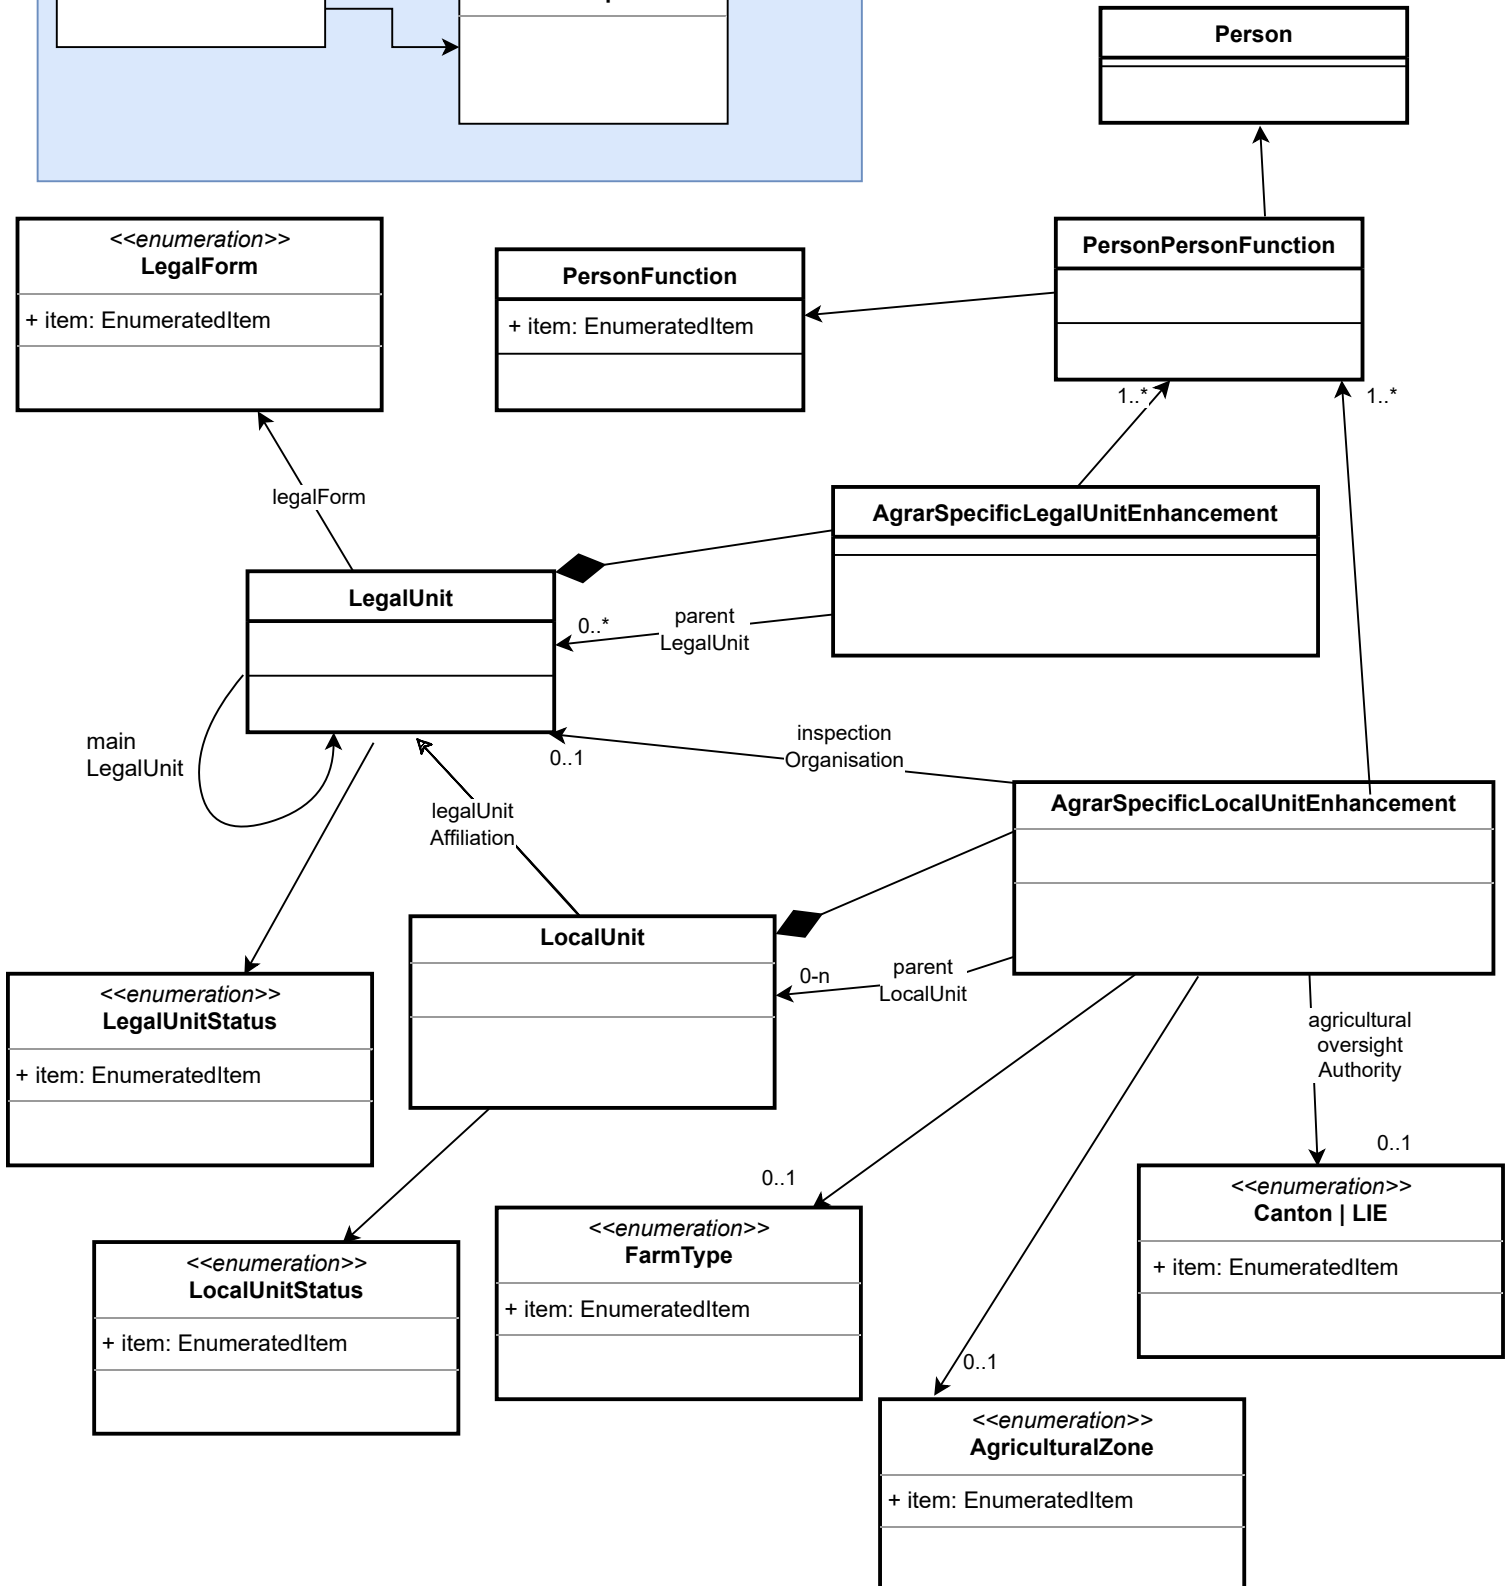 Person
<<enumeration>>
LegalForm
+ item: EnumeratedItem
PersonFunction
+ item: EnumeratedItem
PersonPersonFunction
1..*
1..*
legalForm
AgrarSpecificLegalUnitEnhancement
LegalUnit
0..*
parent
LegalUnit
main
LegalUnit
inspection
Organisation
0..1
legalUnit
Affiliation
AgrarSpecificLocalUnitEnhancement
LocalUnit
0-n
parent
LocalUnit
<<enumeration>>
LegalUnitStatus
+ item: EnumeratedItem
agricultural
oversight
Authority
0..1
0..1
<<enumeration>>
Canton | LIE
+ item: EnumeratedItem
<<enumeration>>
FarmType
+ item: EnumeratedItem
<<enumeration>>
LocalUnitStatus
+ item: EnumeratedItem
0..1
<<enumeration>>
AgriculturalZone
+ item: EnumeratedItem